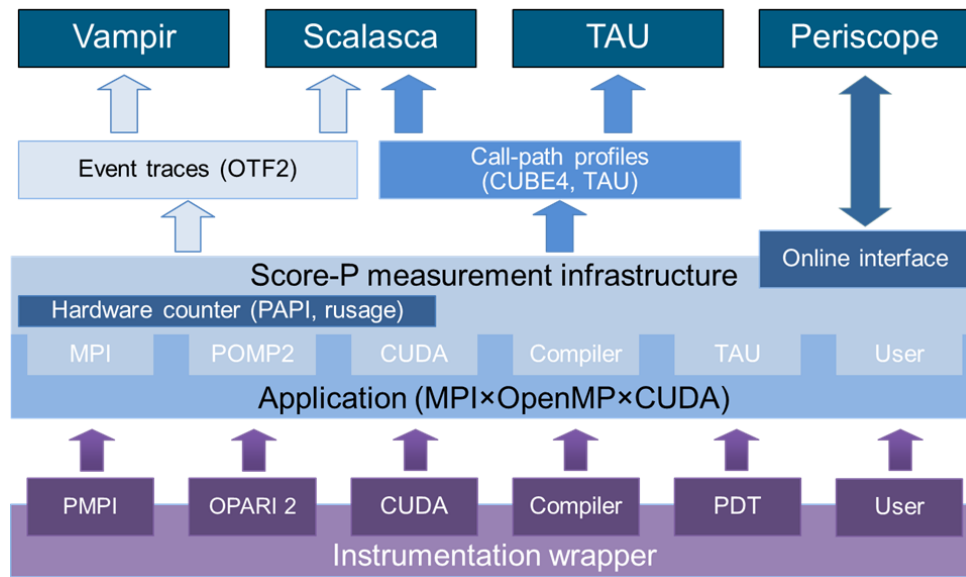 Vampir Scalasca TAU Periscope
Event traces (OTF2)
Call-path profiles
(CUBE4, TAU)
Online interface
Score-P measurement infrastructure
Hardware counter (PAPI, rusage)
MPI POMP2 CUDA Compiler TAU User
Application (MPI×OpenMP×CUDA)
PMPI OPARI 2 CUDA Compiler PDT User
Instrumentation wrapper